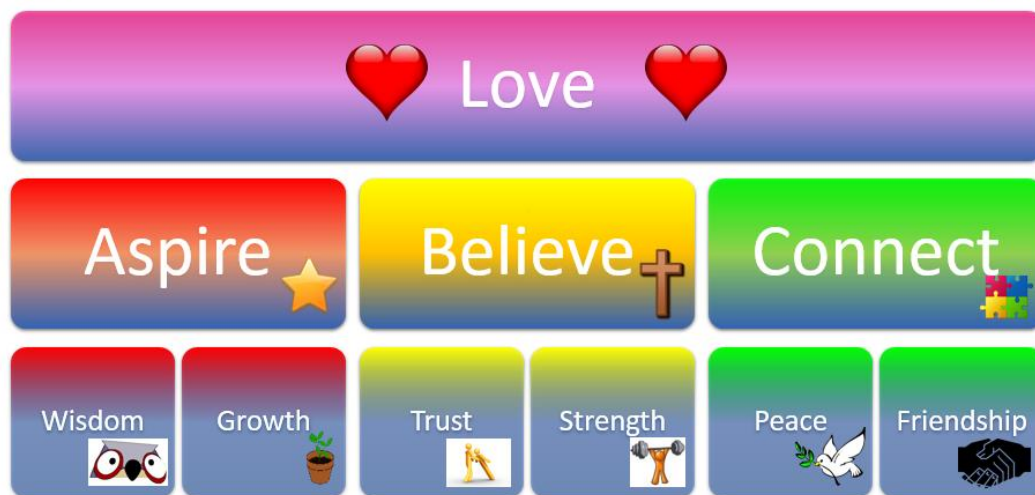 Love
Aspire
Believe
Connect
Wisdom
Growth
Trust
Strength
Peace
Friendship